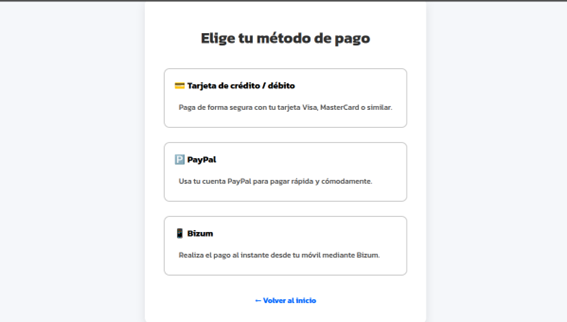 Elige tu método de pago
💳 Tarjeta de crédito / débito
Paga de forma segura con tu tarjeta Visa, MasterCard o similar.
🅿️ PayPal
Usa tu cuenta PayPal para pagar rápida y cómodamente.
📱 Bizum
Realiza el pago al instante desde tu móvil mediante Bizum.
← Volver al inicio